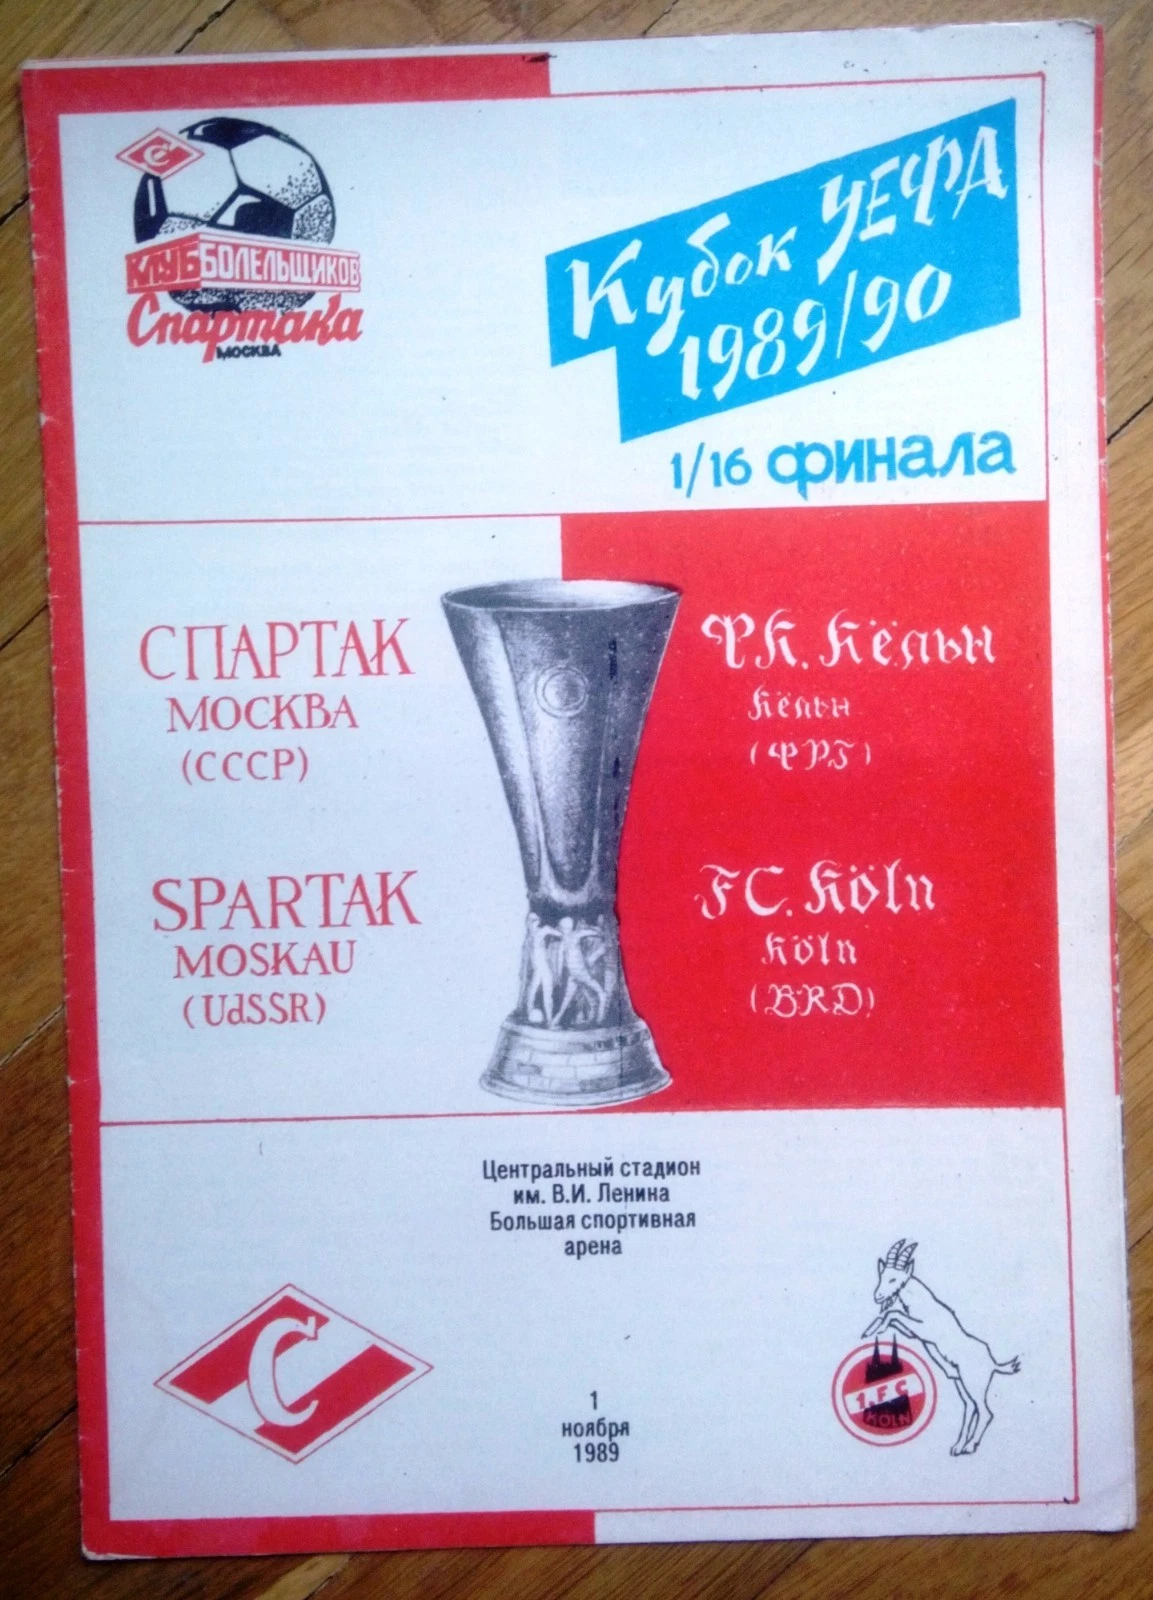 С
КЛУБ БОЛЕЛЬЩИКОВ
Спартака
МОСКВА
Кубок УЕФА
1989/90
1/16 финала
СПАРТАК
МОСКВА
(СССР)
ФК. Кёльн
Кёльн
(ФРГ)
SPARTAK
MOSKAU
(UdSSR)
FC. Köln
Köln
(BRD)
Центральный стадион
им. В.И. Ленина
Большая спортивная
арена
С
1
ноября
1989
1. FC
KÖLN